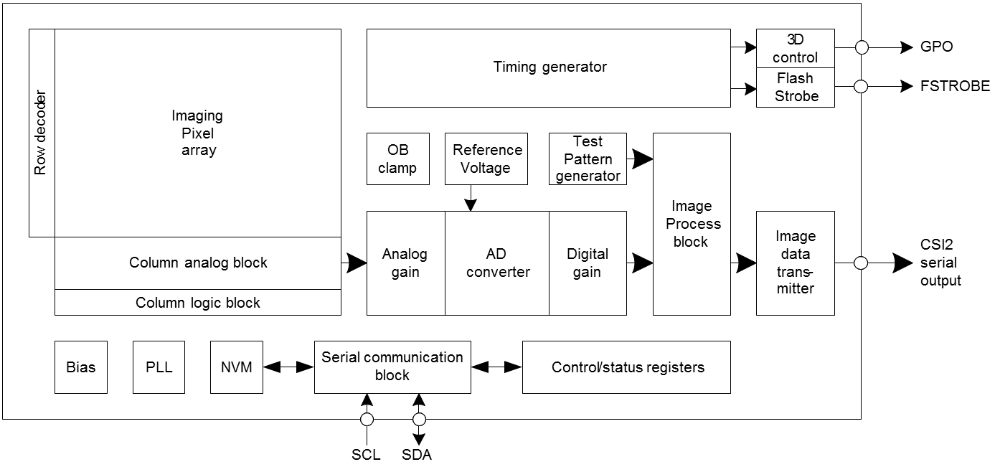 Row decoder
Imaging
Pixel
array
Column analog block
Column logic block
Timing generator
3D
control
Flash
Strobe
GPO
FSTROBE
OB
clamp
Reference
Voltage
Test
Pattern
generator
Analog
gain
AD
converter
Digital
gain
Image
Process
block
Image
data
trans-
mitter
CSI2
serial
output
Bias
PLL
NVM
Serial communication
block
Control/status registers
SCL
SDA